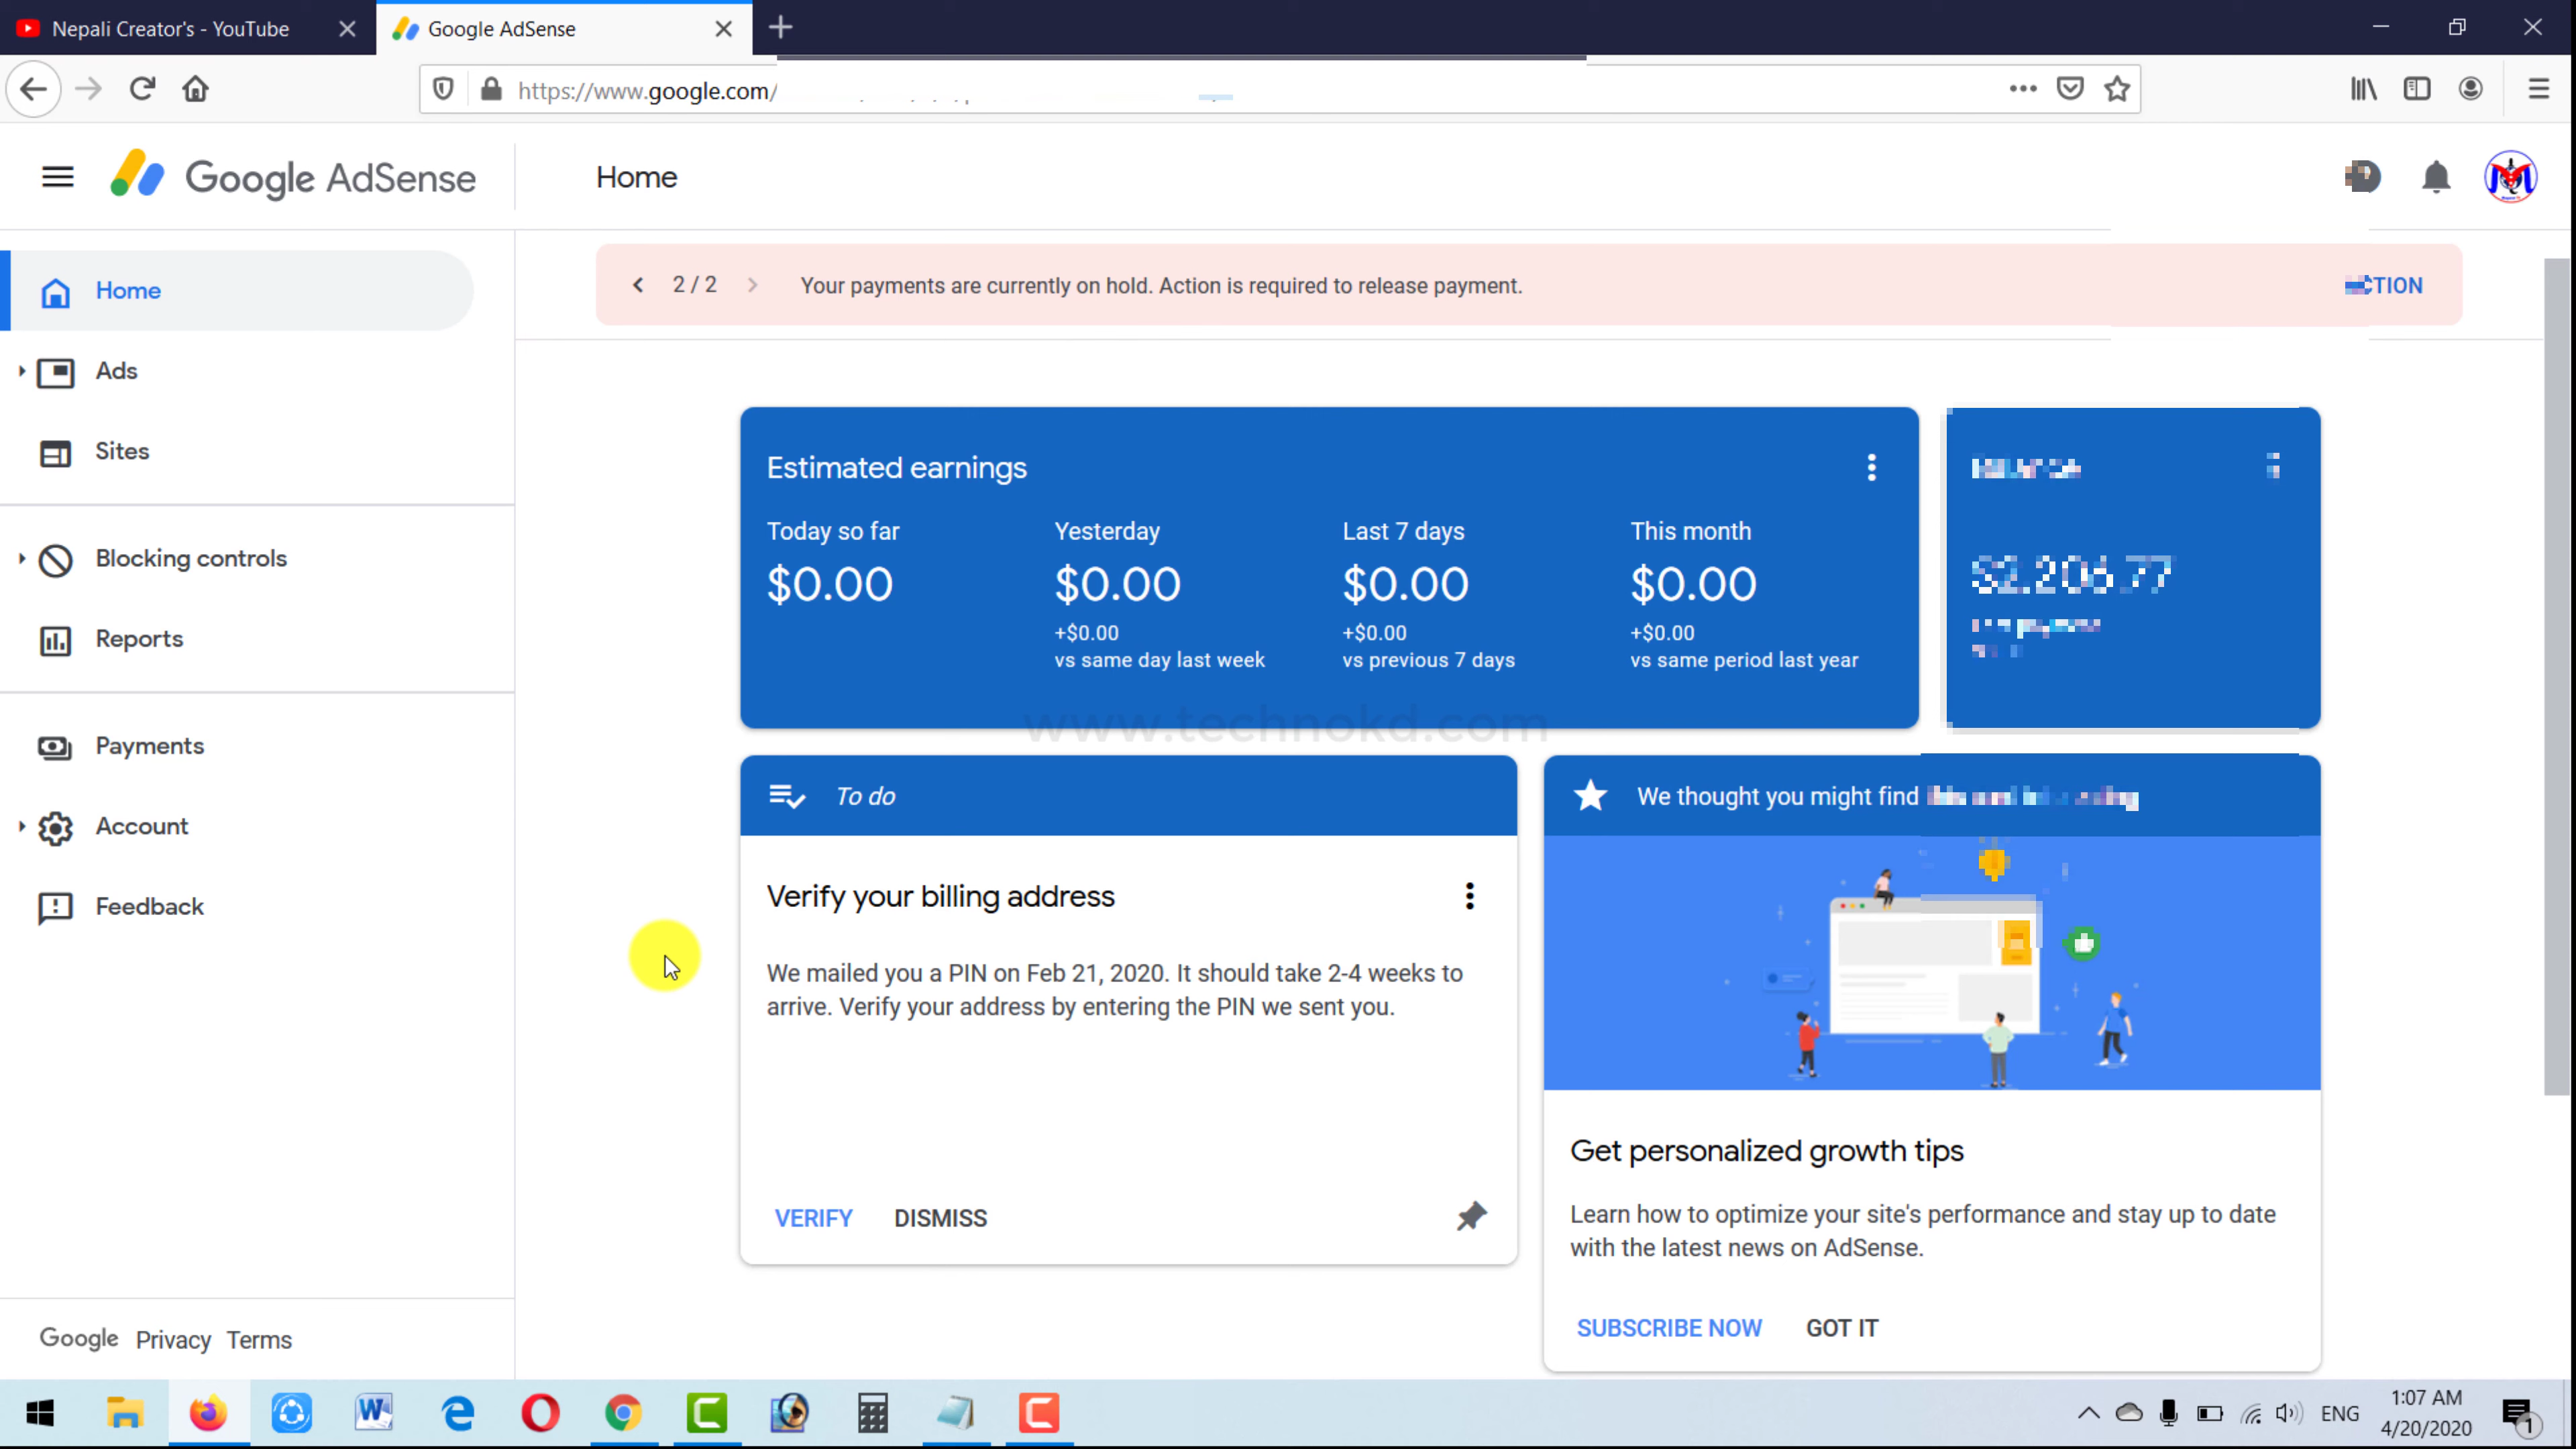 Nepali Creator's - YouTube
Google AdSense
https://www.google.com/
Google AdSense
Home
Home
2 / 2
Your payments are currently on hold. Action is required to release payment.
Ads
Sites
Blocking controls
Reports
Payments
Account
Feedback
Estimated earnings
Today so far
Yesterday
Last 7 days
This month
$0.00
$0.00
$0.00
$0.00
+$0.00
+$0.00
+$0.00
vs same day last week
vs previous 7 days
vs same period last year
www.technokd.com
To do
Verify your billing address
We mailed you a PIN on Feb 21, 2020. It should take 2-4 weeks to
arrive. Verify your address by entering the PIN we sent you.
VERIFY
DISMISS
We thought you might find
Get personalized growth tips
Learn how to optimize your site's performance and stay up to date
with the latest news on AdSense.
SUBSCRIBE NOW
GOT IT
Google Privacy Terms
ENG
1:07 AM
4/20/2020
1